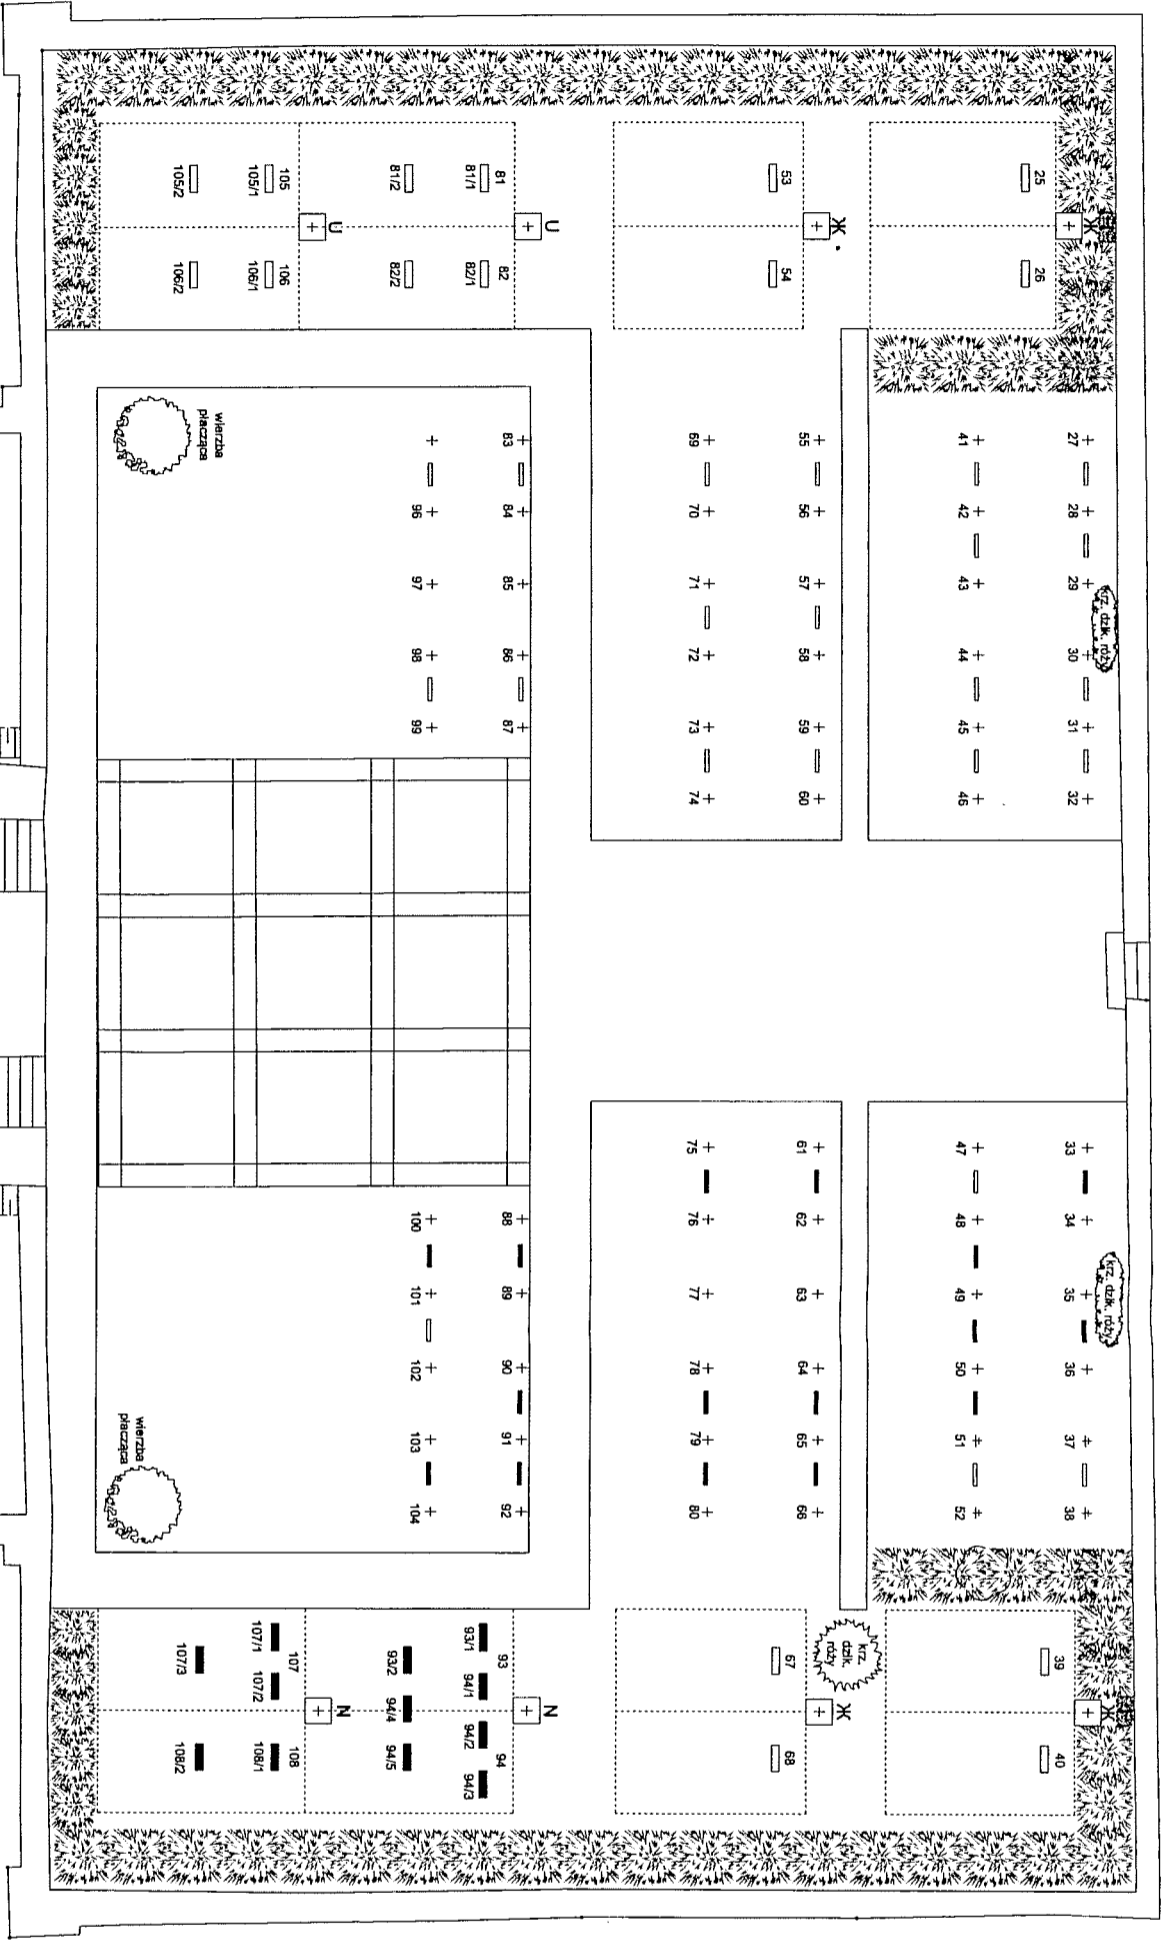 krz. dzik. róży krz. dzik. róży
Ж Ж
27 28 29 30 31 32 33 34 35 36 37 38
25 26 39 40
41 42 43 44 45 46 47 48 49 50 51 52
krz.
dzik.
róży
Ж Ж
55 56 57 58 59 60 61 62 63 64 65 66
53 54 67 68
69 70 71 72 73 74 75 76 77 78 79 80
U N
83 84 85 86 87 88 89 90 91 92
81 82 93 94
81/1 82/1 93/1 94/1 94/2 94/3
96 97 98 99 100 101 102 103 104
81/2 82/2 93/2 94/4 94/5
U N
105 106 107 108
105/1 106/1 107/1 107/2 108/1
wierzba
płacząca
105/2 106/2 107/3 108/2
wierzba
płacząca